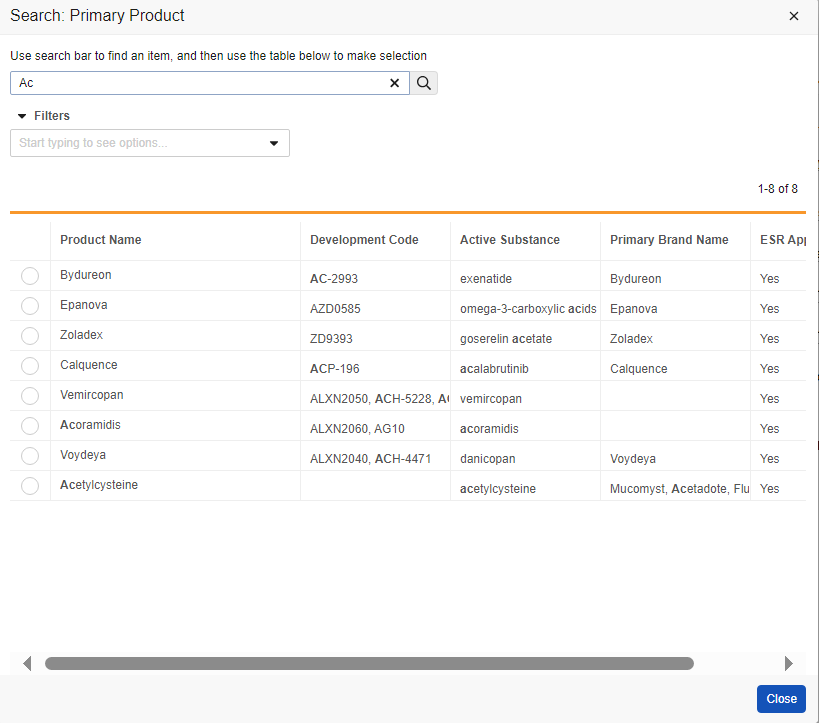 Search: Primary Product
Use search bar to find an item, and then use the table below to make selection
Ac
Filters
Start typing to see options...
1-8 of 8
Product Name Development Code Active Substance Primary Brand Name ESR App
Bydureon AC-2993 exenatide Bydureon Yes
Epanova AZD0585 omega-3-carboxylic acids Epanova Yes
Zoladex ZD9393 goserelin acetate Zoladex Yes
Calquence ACP-196 acalabrutinib Calquence Yes
Vemircopan ALXN2050, ACH-5228, AC vemircopan Yes
Acoramidis ALXN2060, AG10 acoramidis Yes
Voydeya ALXN2040, ACH-4471 danicopan Voydeya Yes
Acetylcysteine acetylcysteine Mucomyst, Acetadote, Flu Yes
Close